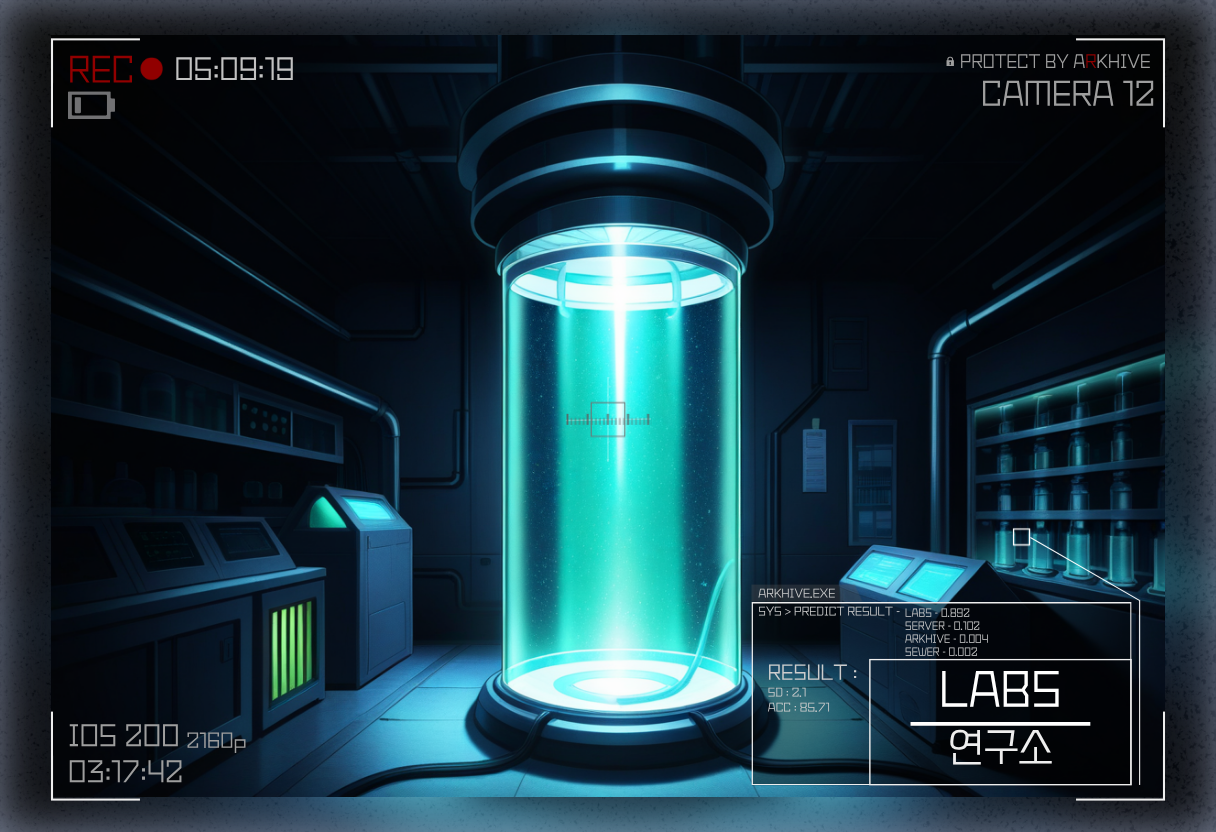 REC 05:09:19
PROTECT BY ARKHIVE
CAMERA 12
ARKHIVE.EXE
SYS > PREDICT RESULT - LABS - 0.892
SERVER - 0.102
ARKHIVE - 0.004
SEWER - 0.002
RESULT :
SD : 2.1
ACC : 85.71
LABS
연구소
IOS 200 2160p
03:17:42